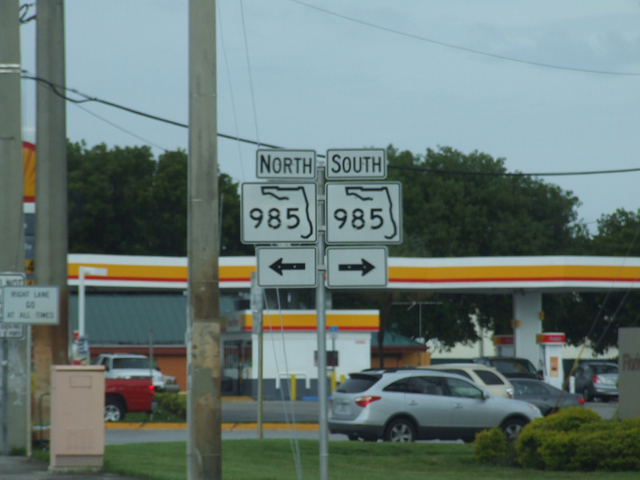 NORTH
SOUTH
985
985
RIGHT LANE
GO
AT ALL TIMES